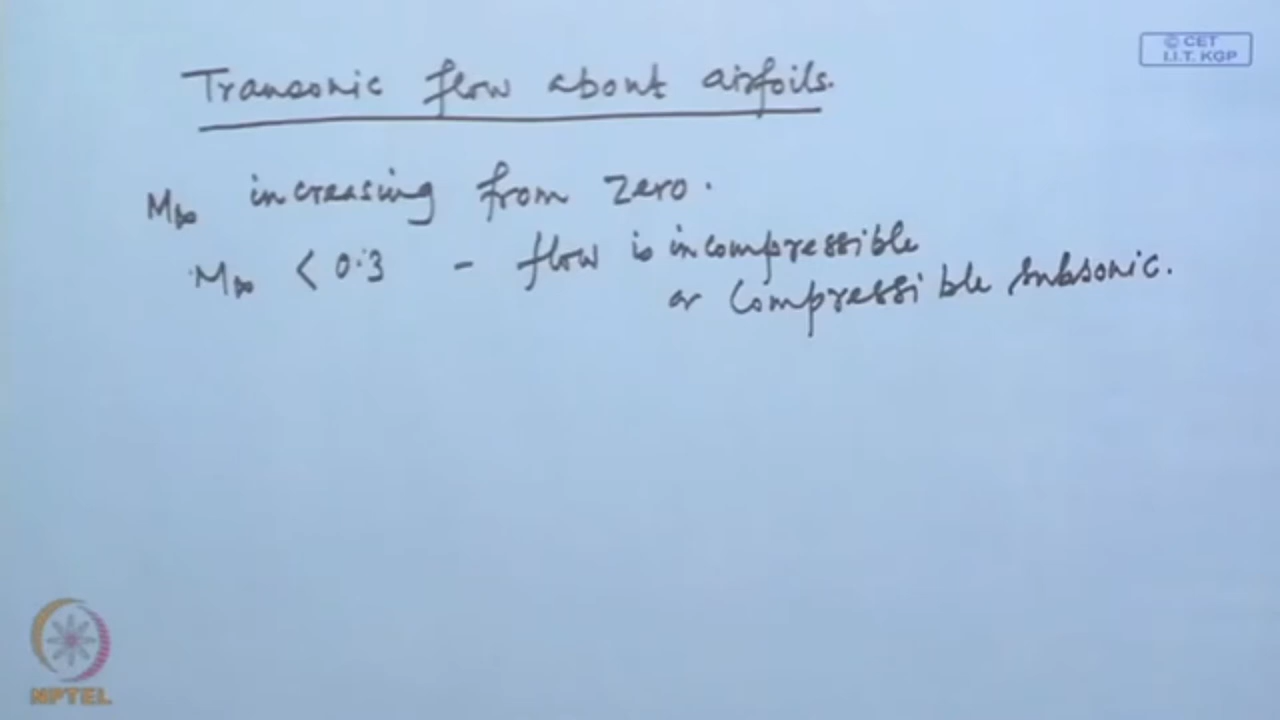 © CET
I.I.T. KGP
Transonic flow about airfoils.
M∞ increasing from zero.
M∞ < 0.3 - flow is incompressible
or compressible subsonic.
NPTEL